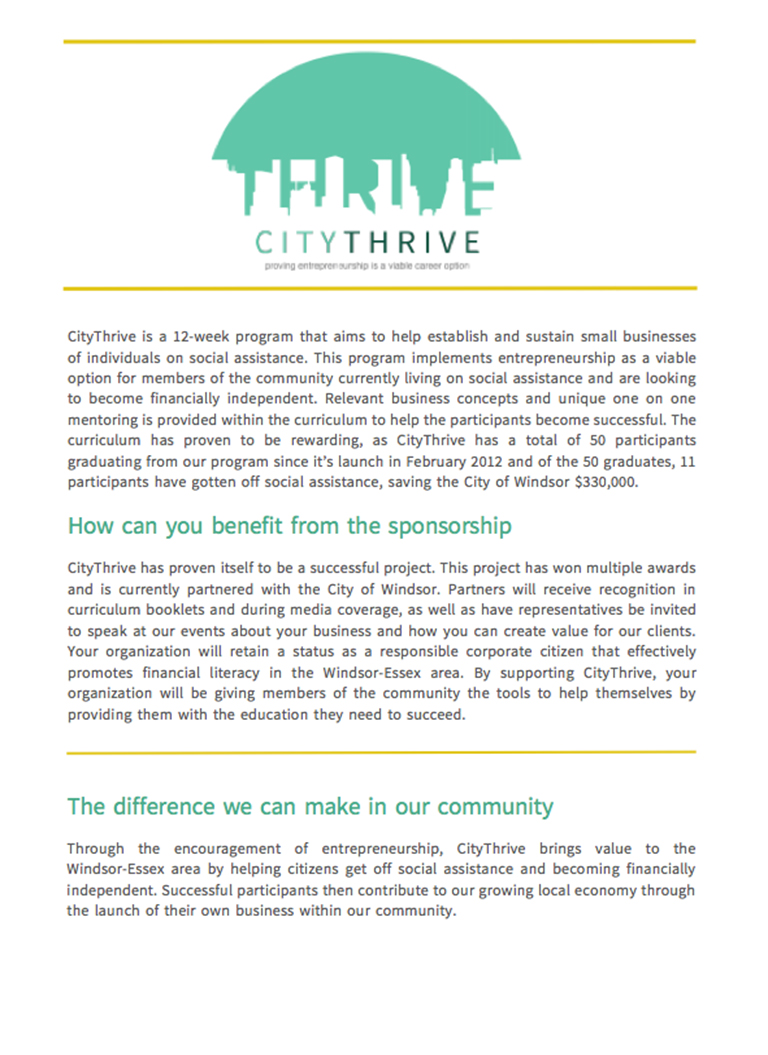 THRIVE
CITYTHRIVE
proving entrepreneurship is a viable career option
CityThrive is a 12-week program that aims to help establish and sustain small businesses
of individuals on social assistance. This program implements entrepreneurship as a viable
option for members of the community currently living on social assistance and are looking
to become financially independent. Relevant business concepts and unique one on one
mentoring is provided within the curriculum to help the participants become successful. The
curriculum has proven to be rewarding, as CityThrive has a total of 50 participants
graduating from our program since it's launch in February 2012 and of the 50 graduates, 11
participants have gotten off social assistance, saving the City of Windsor $330,000.
How can you benefit from the sponsorship
CityThrive has proven itself to be a successful project. This project has won multiple awards
and is currently partnered with the City of Windsor. Partners will receive recognition in
curriculum booklets and during media coverage, as well as have representatives be invited
to speak at our events about your business and how you can create value for our clients.
Your organization will retain a status as a responsible corporate citizen that effectively
promotes financial literacy in the Windsor-Essex area. By supporting CityThrive, your
organization will be giving members of the community the tools to help themselves by
providing them with the education they need to succeed.
The difference we can make in our community
Through the encouragement of entrepreneurship, CityThrive brings value to the
Windsor-Essex area by helping citizens get off social assistance and becoming financially
independent. Successful participants then contribute to our growing local economy through
the launch of their own business within our community.